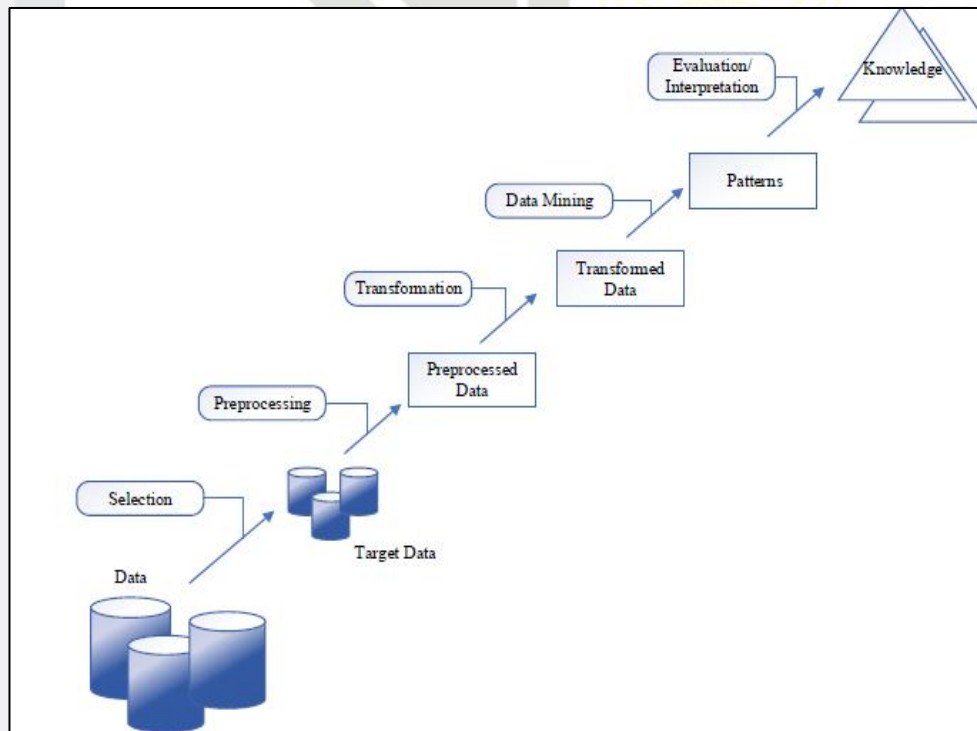 Evaluation/
Interpretation
Knowledge
Data Mining
Patterns
Transformation
Transformed
Data
Preprocessing
Preprocessed
Data
Selection
Target Data
Data